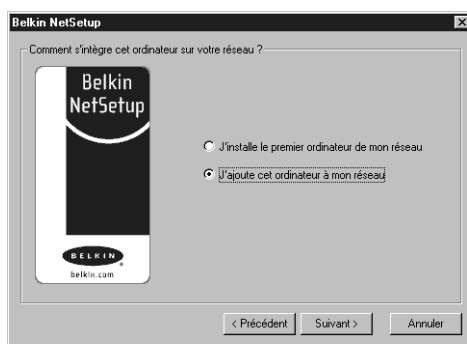 Belkin NetSetup
Comment s'intègre cet ordinateur sur votre réseau ?
Belkin
NetSetup
J'installe le premier ordinateur de mon réseau
J'ajoute cet ordinateur à mon réseau
BELKIN
belkin.com
< Précédent
Suivant >
Annuler